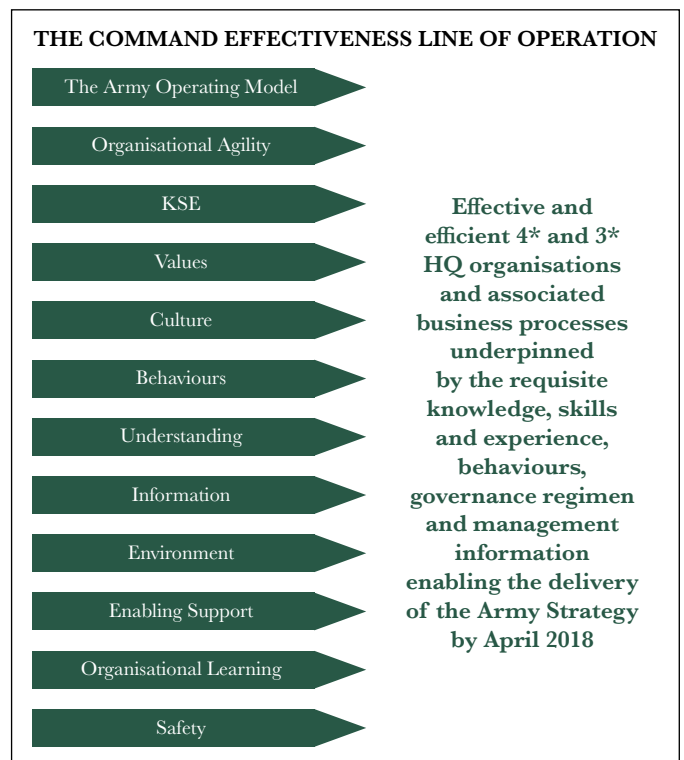 THE COMMAND EFFECTIVENESS LINE OF OPERATION
The Army Operating Model
Organisational Agility
KSE
Values
Culture
Behaviours
Understanding
Information
Environment
Enabling Support
Organisational Learning
Safety
Effective and
efficient 4* and 3*
HQ organisations
and associated
business processes
underpinned
by the requisite
knowledge, skills
and experience,
behaviours,
governance regimen
and management
information
enabling the delivery
of the Army Strategy
by April 2018